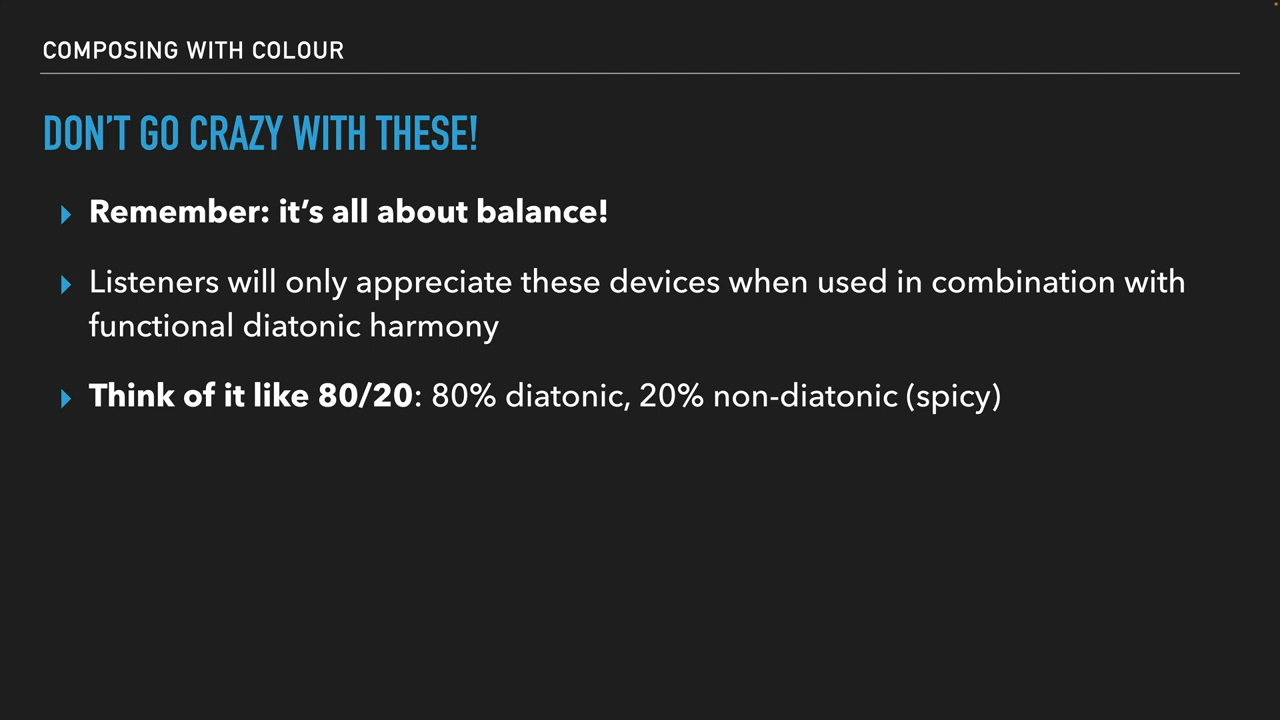 COMPOSING WITH COLOUR
DON’T GO CRAZY WITH THESE!
Remember: it’s all about balance!
Listeners will only appreciate these devices when used in combination with
functional diatonic harmony
Think of it like 80/20: 80% diatonic, 20% non-diatonic (spicy)